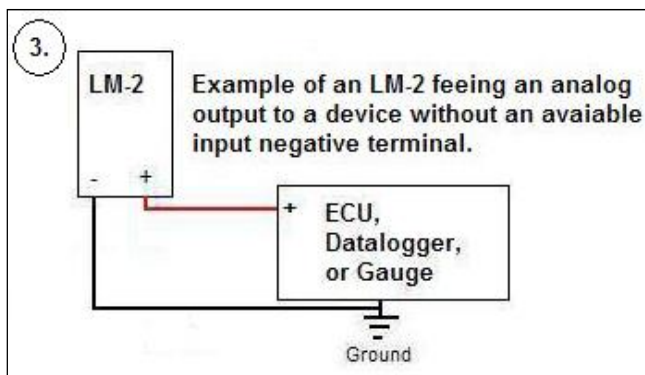 3.
LM-2
Example of an LM-2 feeing an analog
output to a device without an avaiable
input negative terminal.
- +
+ ECU,
Datalogger,
or Gauge
Ground